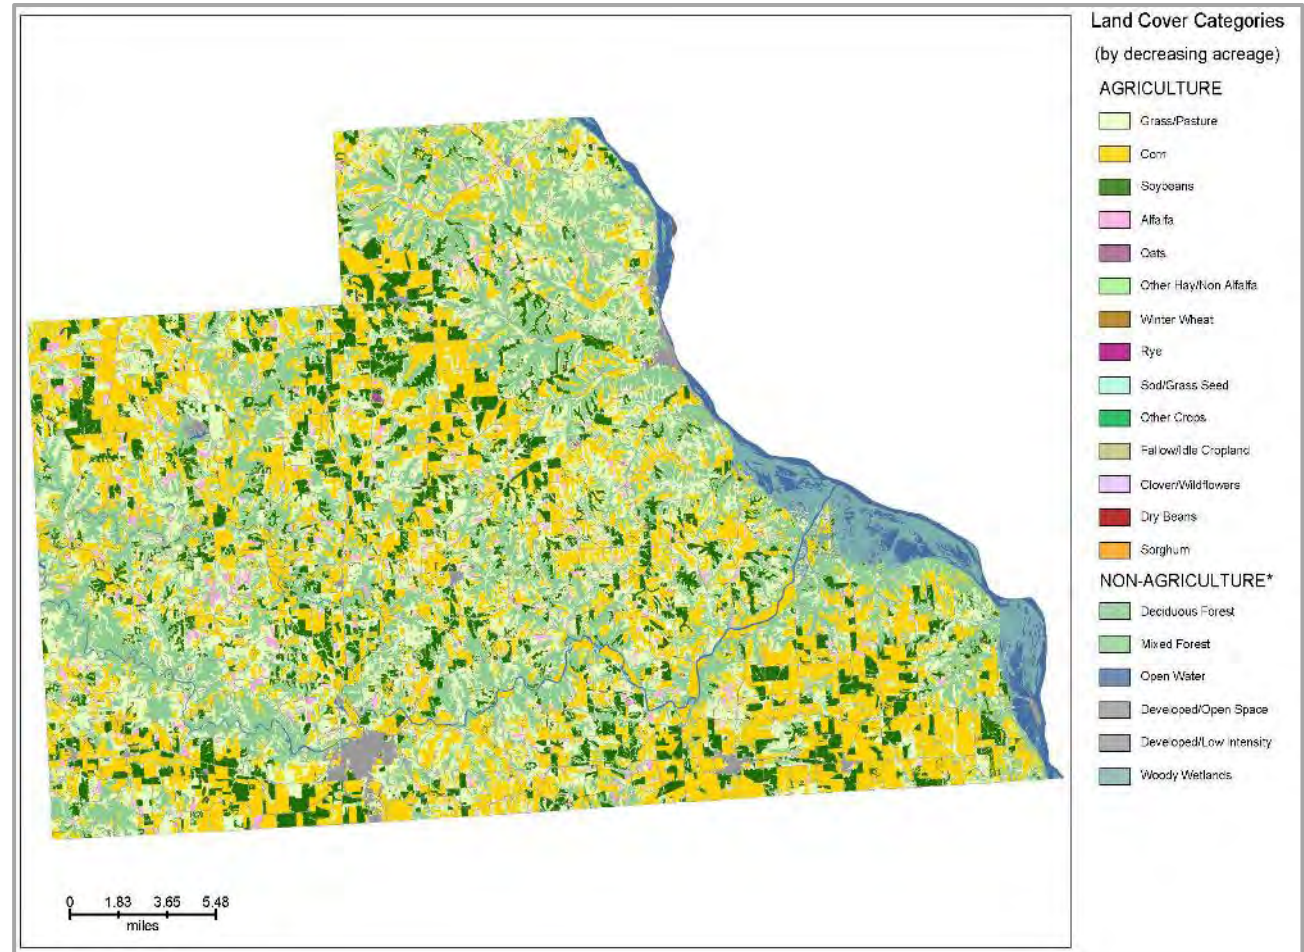 Land Cover Categories
(by decreasing acreage)
AGRICULTURE
Grass/Pasture
Corn
Soybeans
Alfalfa
Oats
Other Hay/Non Alfalfa
Winter Wheat
Rye
Sod/Grass Seed
Other Crops
Fallow/Idle Cropland
Clover/Wildflowers
Dry Beans
Sorghum
NON-AGRICULTURE*
Deciduous Forest
Mixed Forest
Open Water
Developed/Open Space
Developed/Low Intensity
Woody Wetlands
0 1.83 3.65 5.48
miles